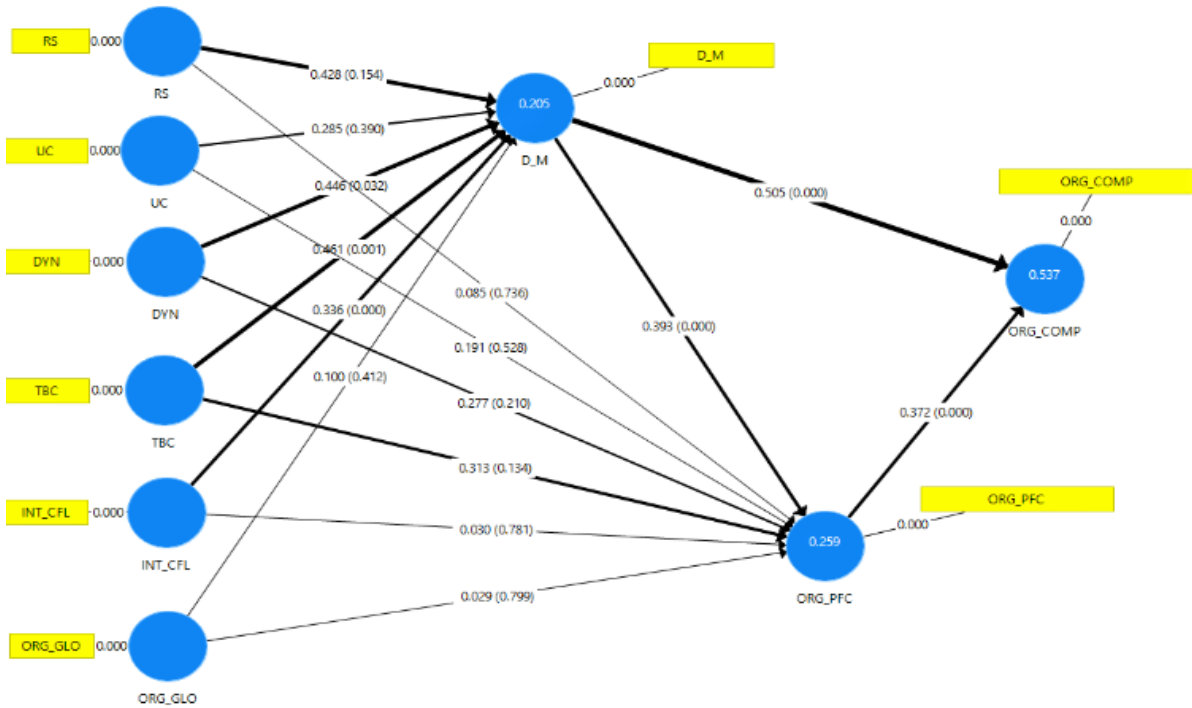 RS
0.000
RS
UC
0.000
UC
DYN
0.000
DYN
TBC
0.000
TBC
INT_CFL
0.000
INT_CFL
ORG_GLO
0.000
ORG_GLO
0.428 (0.154)
0.285 (0.390)
0.446 (0.032)
0.461 (0.001)
0.336 (0.000)
0.100 (0.412)
0.085 (0.736)
0.191 (0.528)
0.277 (0.210)
0.313 (0.134)
0.030 (0.781)
0.029 (0.799)
0.205
D_M
0.000
D_M
0.505 (0.000)
0.393 (0.000)
0.372 (0.000)
ORG_COMP
0.000
0.537
ORG_COMP
ORG_PFC
0.000
0.259
ORG_PFC